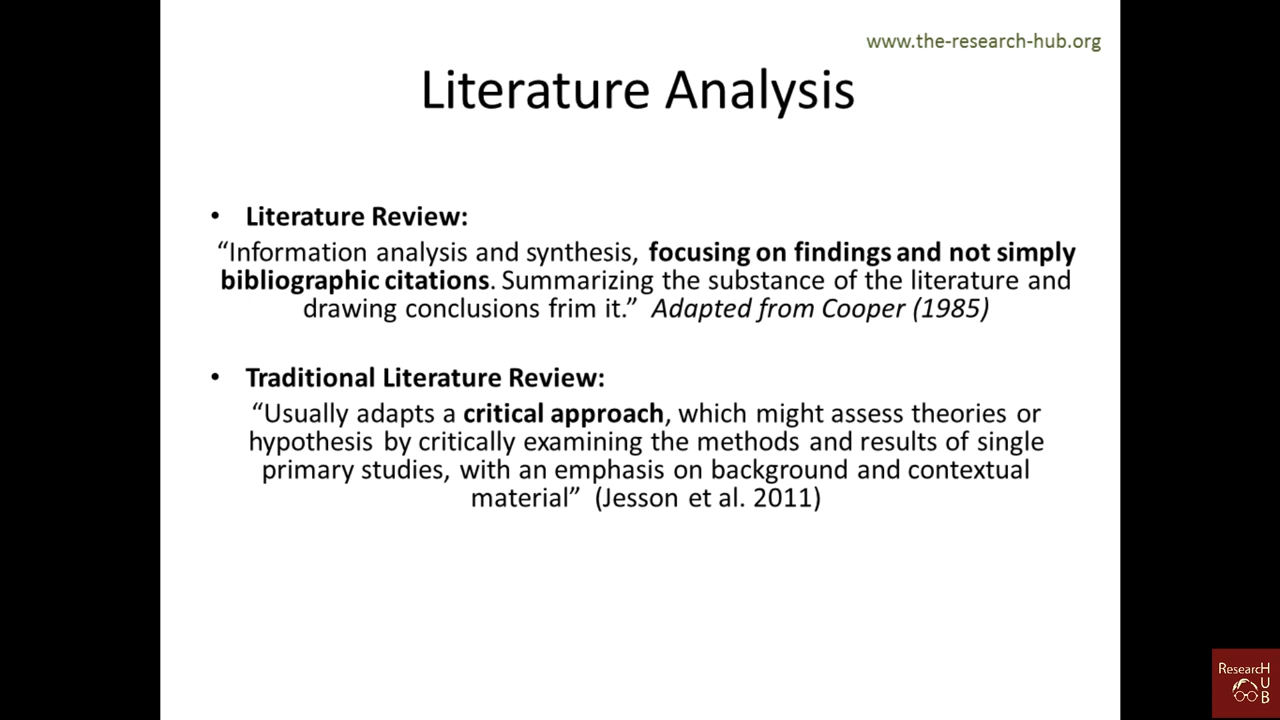 www.the-research-hub.org
Literature Analysis
• Literature Review:
“Information analysis and synthesis, focusing on findings and not simply
bibliographic citations. Summarizing the substance of the literature and
drawing conclusions frim it.” Adapted from Cooper (1985)
• Traditional Literature Review:
“Usually adapts a critical approach, which might assess theories or
hypothesis by critically examining the methods and results of single
primary studies, with an emphasis on background and contextual
material” (Jesson et al. 2011)
ResearcH
U
B